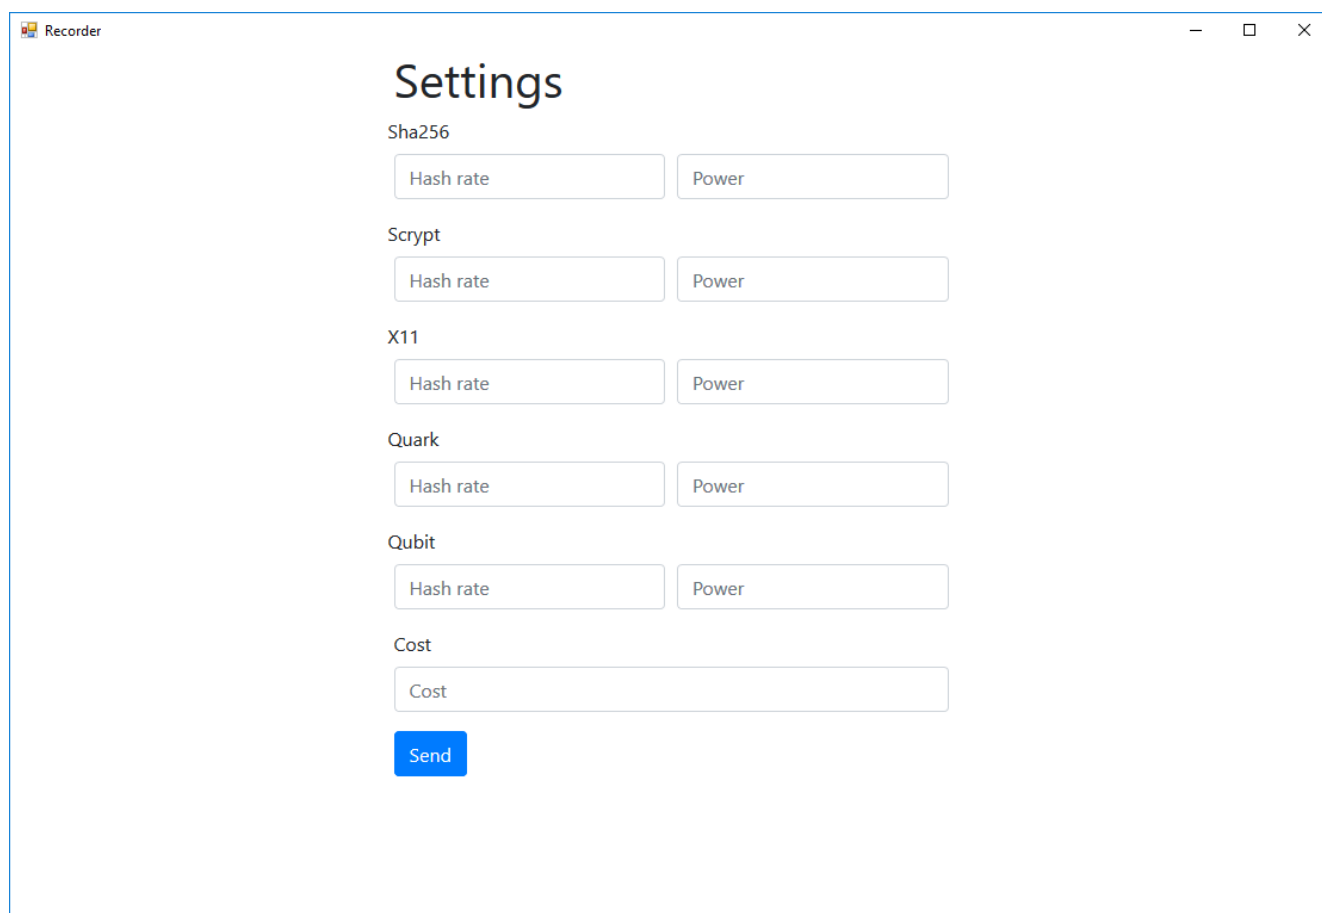 Recorder
Settings
Sha256
Hash rate Power
Scrypt
Hash rate Power
X11
Hash rate Power
Quark
Hash rate Power
Qubit
Hash rate Power
Cost
Cost
Send